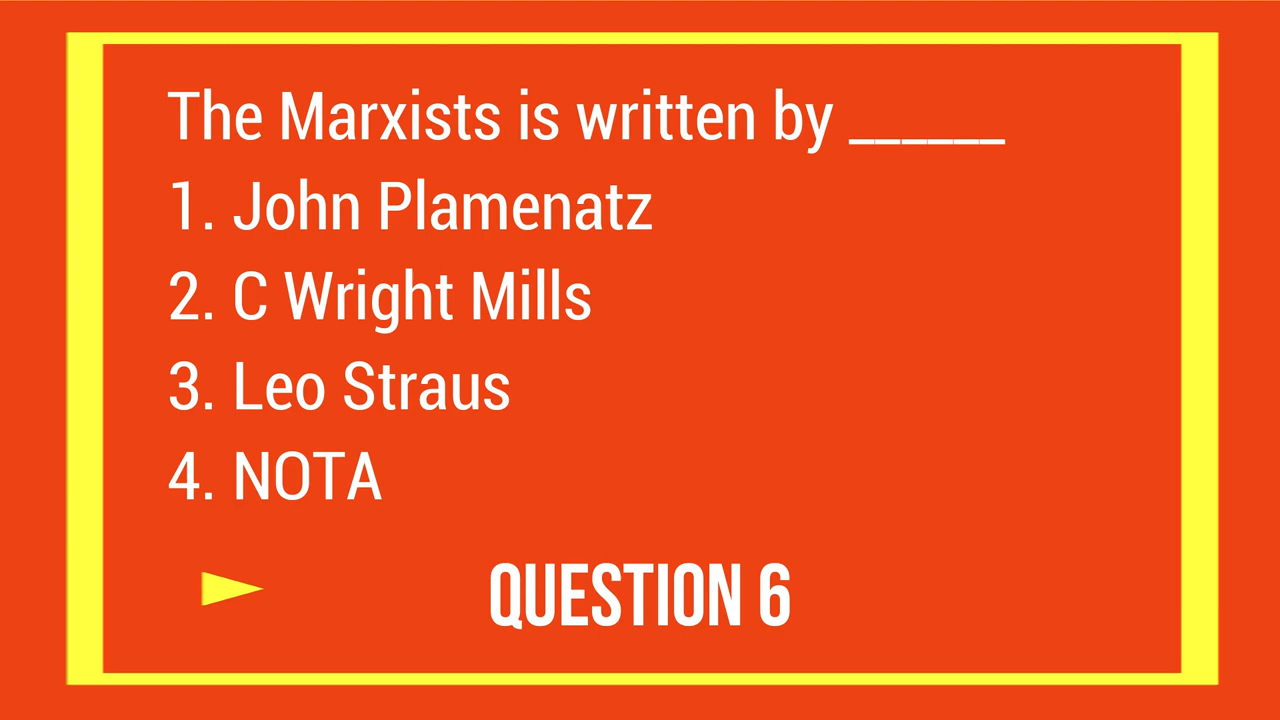 The Marxists is written by ______
1. John Plamenatz
2. C Wright Mills
3. Leo Straus
4. NOTA
QUESTION 6